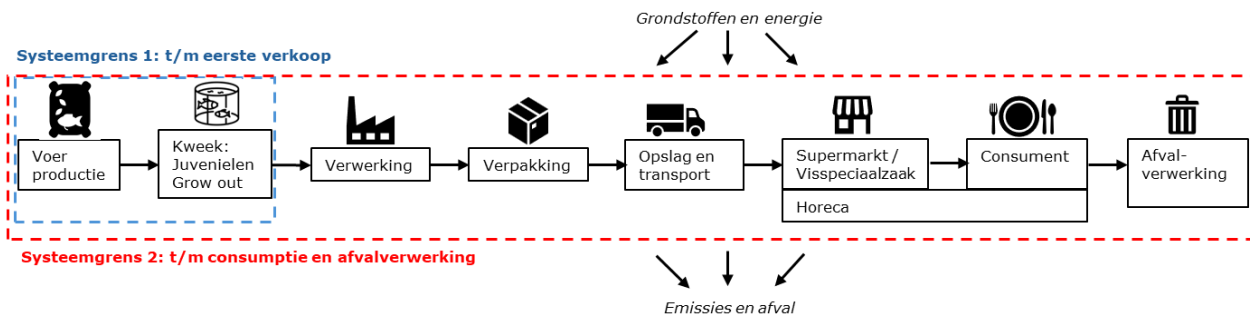 Grondstoffen en energie
Systeemgrens 1: t/m eerste verkoop
Voer
productie
Kweek:
Juvenielen
Grow out
Verwerking
Verpakking
Opslag en
transport
Supermarkt /
Visspeciaalzaak
Consument
Horeca
Afval-
verwerking
Systeemgrens 2: t/m consumptie en afvalverwerking
Emissies en afval